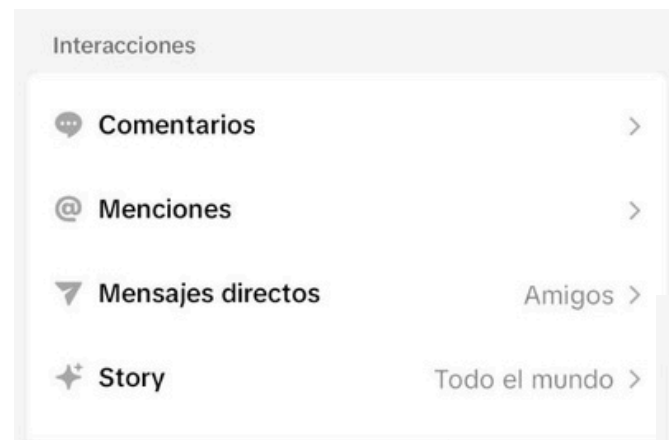 Interacciones
Comentarios
Menciones
Mensajes directos Amigos
Story Todo el mundo